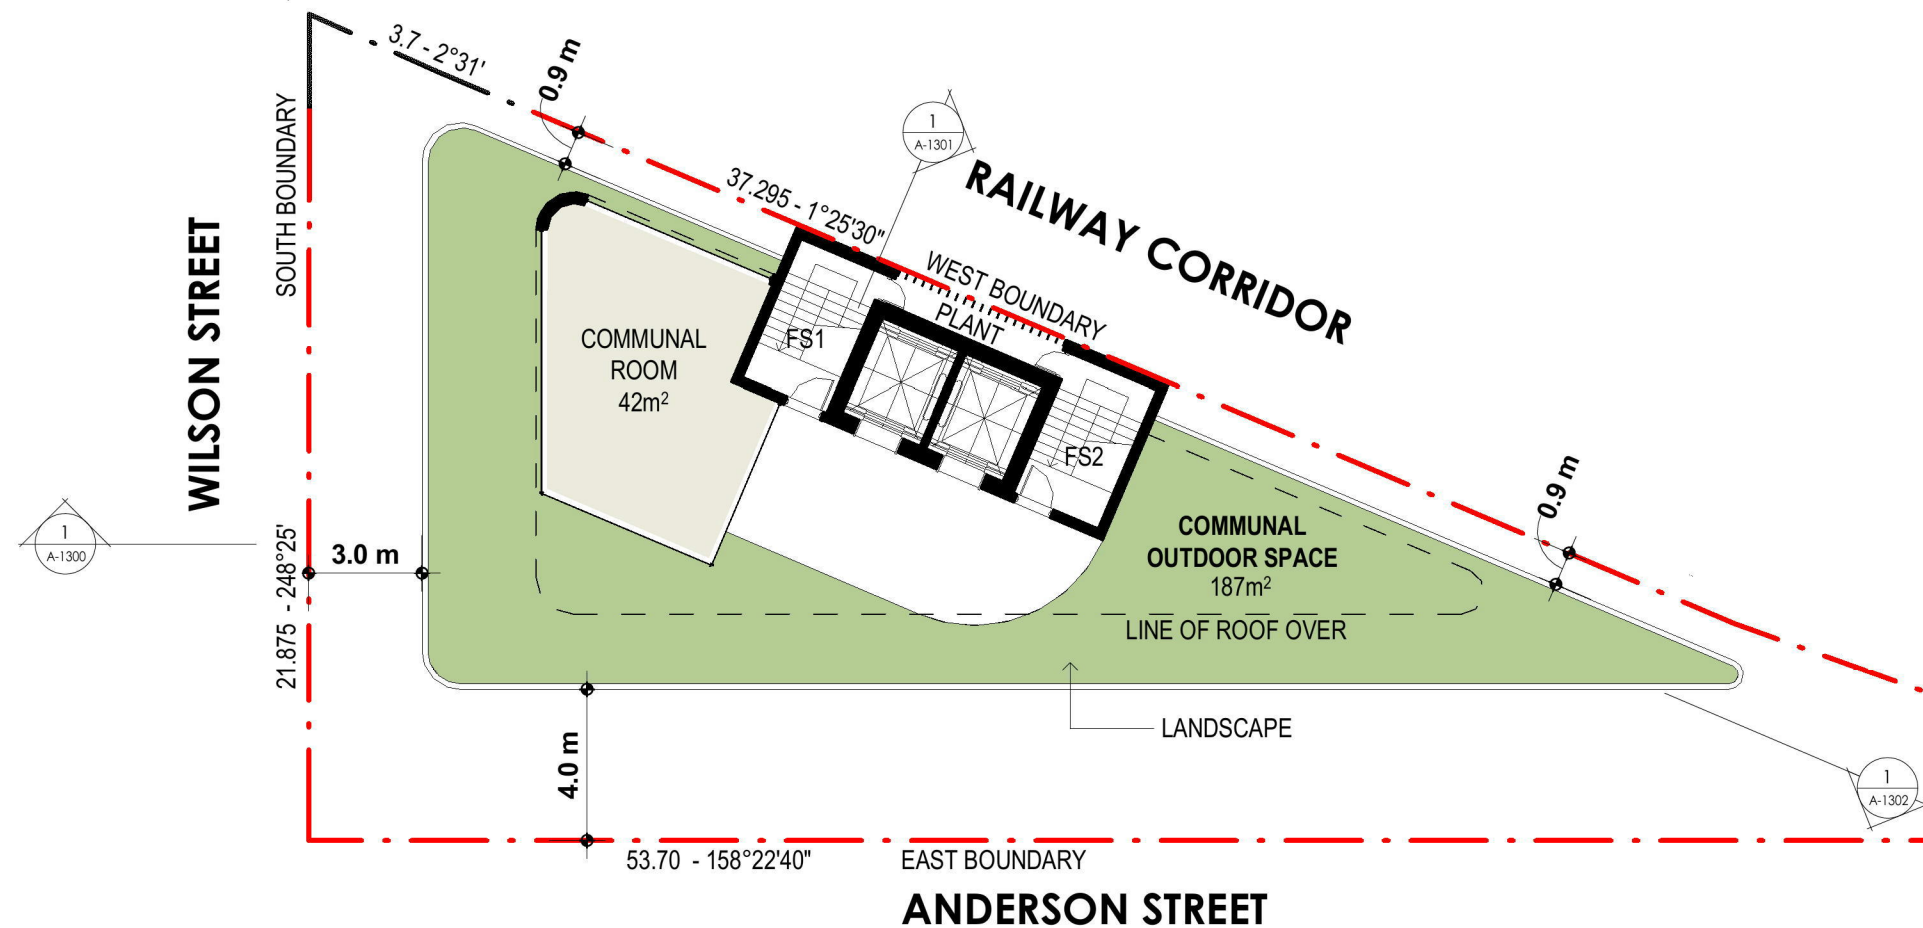 3.7 - 2°31'
0.9 m
1
A-1301
RAILWAY CORRIDOR
37.295 - 1°25'30"
WEST BOUNDARY
PLANT
SOUTH BOUNDARY
WILSON STREET
COMMUNAL
ROOM
42m²
FS1
FS2
0.9 m
COMMUNAL
OUTDOOR SPACE
187m²
LINE OF ROOF OVER
1
A-1300
3.0 m
21.875 - 248°25'
LANDSCAPE
4.0 m
1
A-1302
53.70 - 158°22'40"
EAST BOUNDARY
ANDERSON STREET